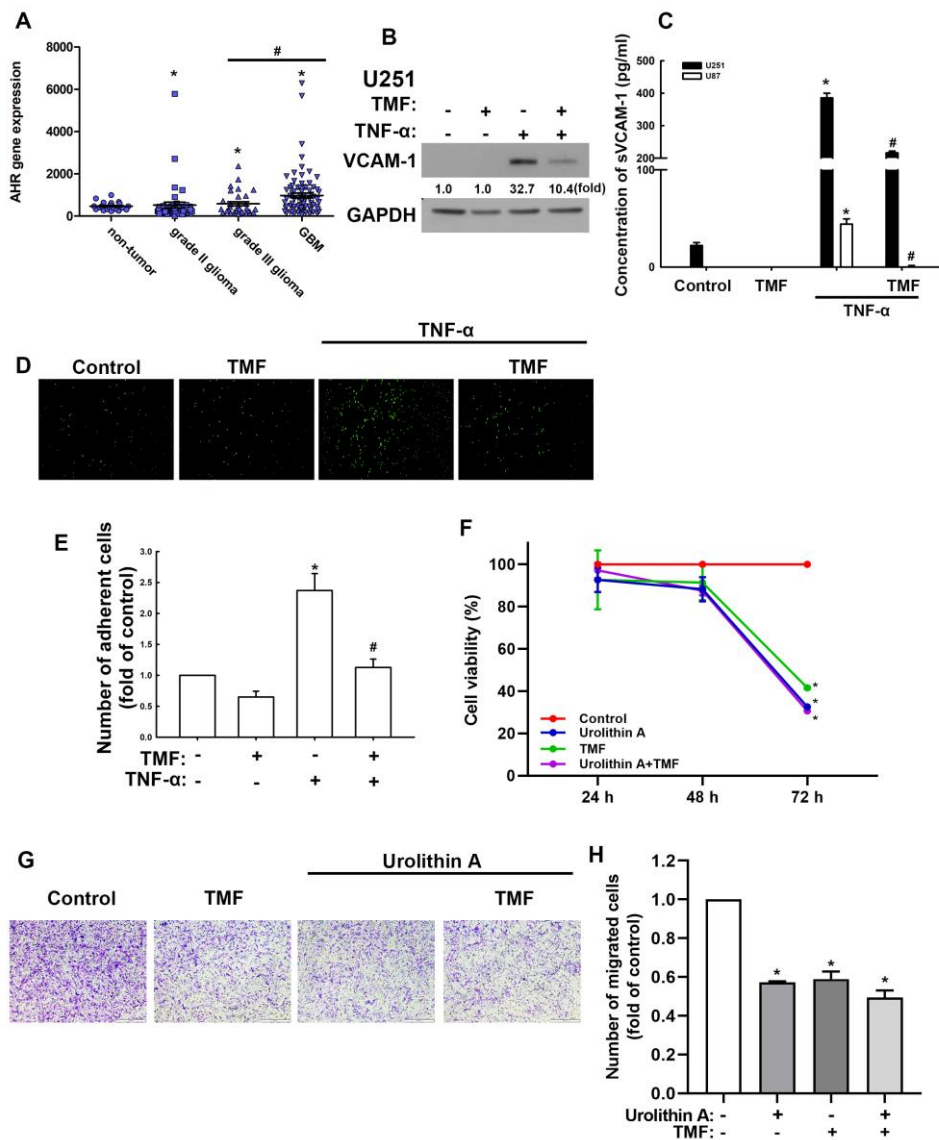 A
AHR gene expression
8000
6000
4000
2000
0
*
*
#
*
non-tumor
grade II glioma
grade III glioma
GBM
B
U251
TMF: - + - +
TNF-α: - - + +
VCAM-1
1.0 1.0 32.7 10.4(fold)
GAPDH
C
Concentration of sVCAM-1 (pg/ml)
500
400
300
200
100
0
U251
U87
*
*
#
#
Control TMF TMF
TNF-α
TNF-α
D
Control TMF TMF
E
Number of adherent cells
(fold of control)
3.0
2.5
2.0
1.5
1.0
0.5
0.0
*
#
TMF: - + - +
TNF-α: - - + +
F
Cell viability (%)
100
80
60
40
20
0
Control
Urolithin A
TMF
Urolithin A+TMF
*
*
*
24 h 48 h 72 h
G
Urolithin A
Control TMF TMF
H
Number of migrated cells
(fold of control)
1.2
1.0
0.8
0.6
0.4
0.2
0.0
*
*
*
Urolithin A: - + - +
TMF: - - + +